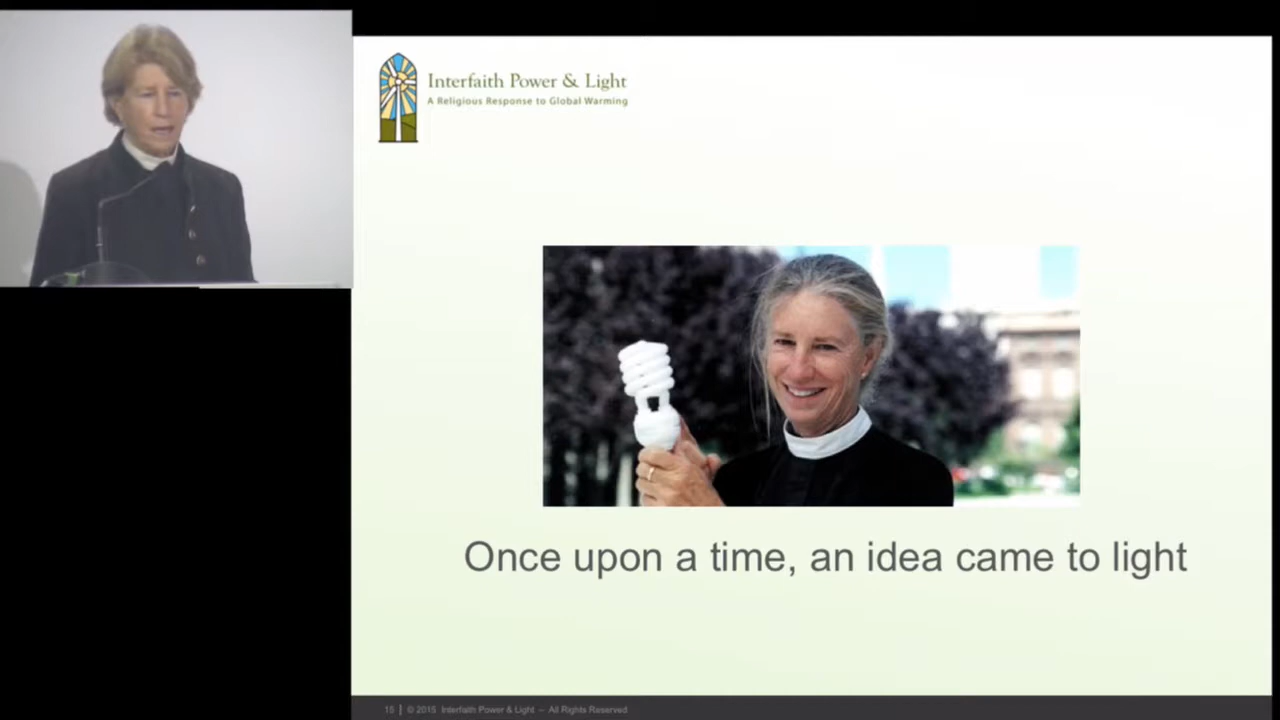 Interfaith Power & Light
A Religious Response to Global Warming
Once upon a time, an idea came to light
15 | © 2015 Interfaith Power & Light – All Rights Reserved